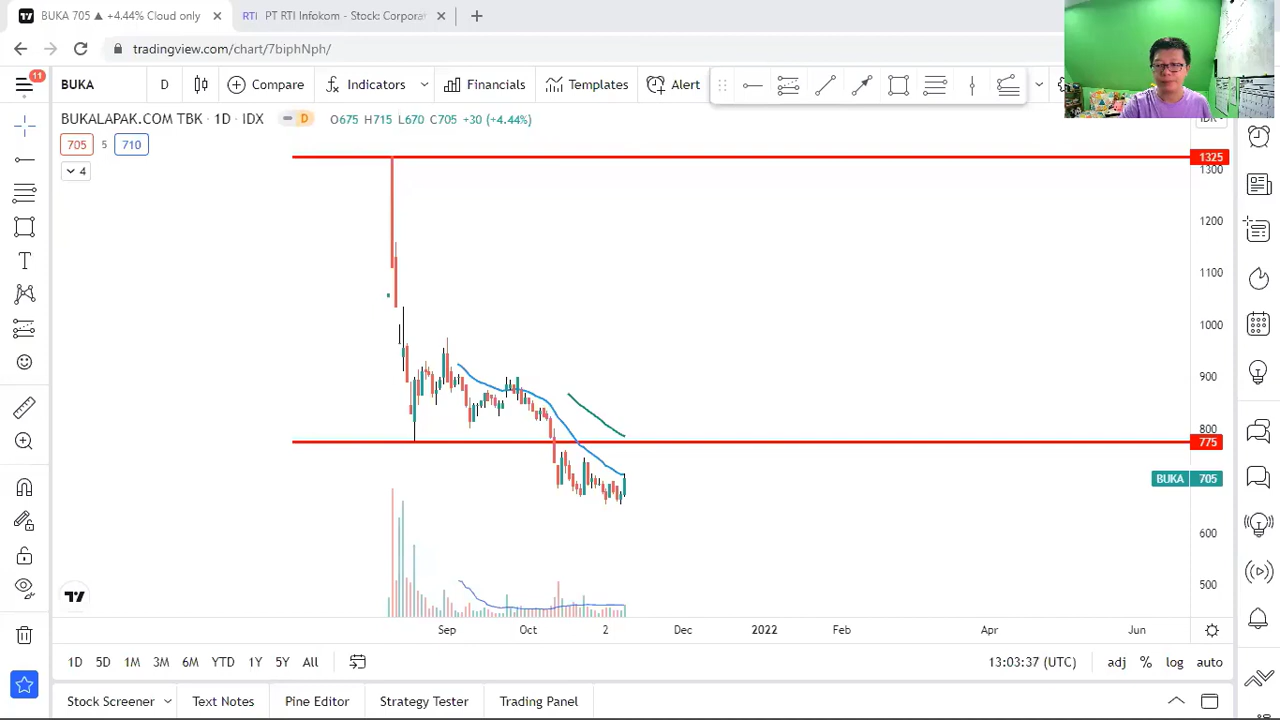 BUKA 705 ▲ +4.44% Cloud only
RTI PT RTI Infokom - Stock: Corporat
tradingview.com/chart/7biphNph/
11
BUKA D Compare Indicators Financials Templates Alert
BUKALAPAK.COM TBK · 1D · IDX D O675 H715 L670 C705 +30 (+4.44%)
705 5 710
4
1325
1300
1200
1100
1000
900
800
775
BUKA 705
600
500
Sep Oct 2 Dec 2022 Feb Apr Jun
1D 5D 1M 3M 6M YTD 1Y 5Y All 13:03:37 (UTC) adj % log auto
Stock Screener Text Notes Pine Editor Strategy Tester Trading Panel